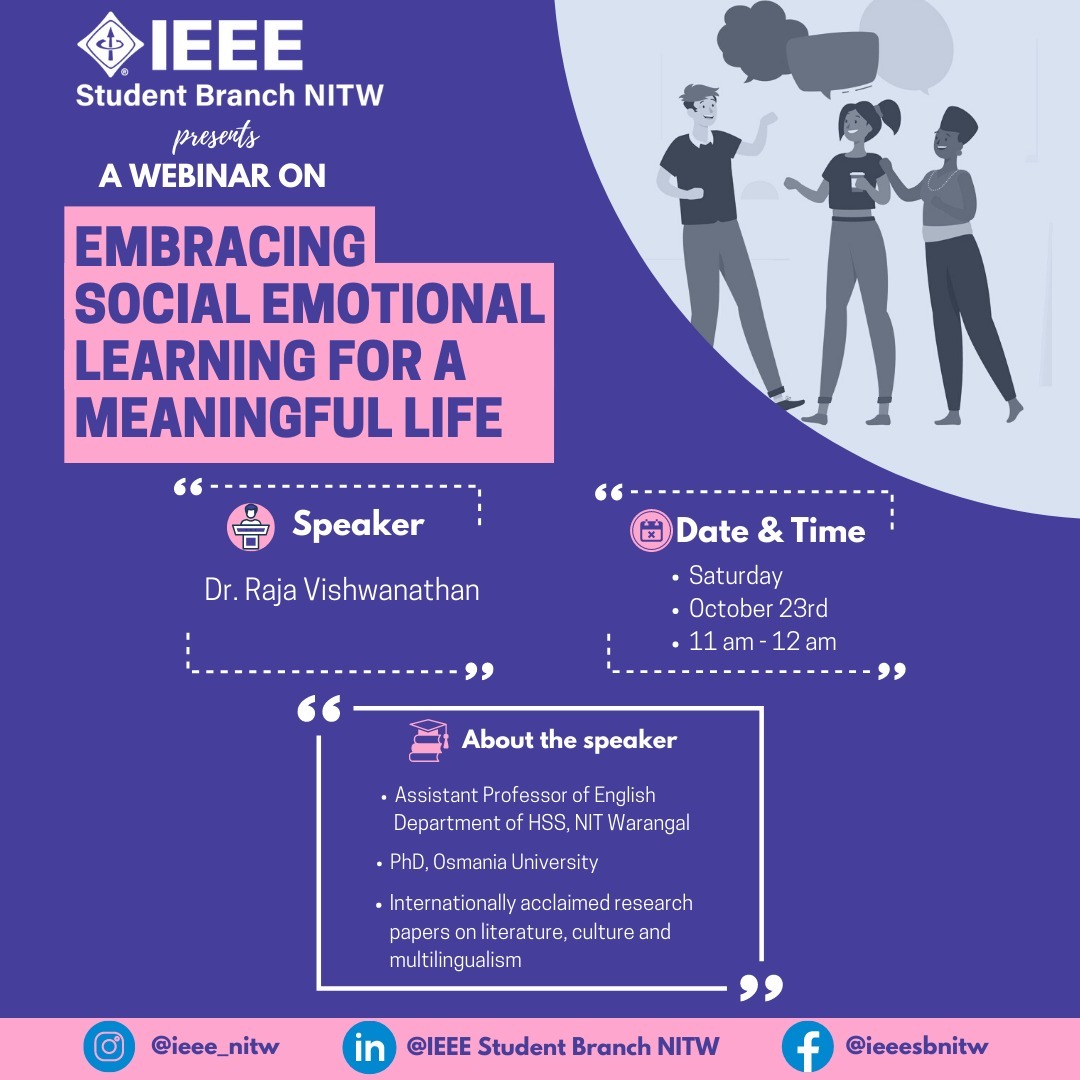 IEEE
Student Branch NITW
presents
A WEBINAR ON
EMBRACING
SOCIAL EMOTIONAL
LEARNING FOR A
MEANINGFUL LIFE
Speaker
Dr. Raja Vishwanathan
Date & Time
• Saturday
• October 23rd
• 11 am - 12 am
About the speaker
• Assistant Professor of English
Department of HSS, NIT Warangal
• PhD, Osmania University
• Internationally acclaimed research
papers on literature, culture and
multilingualism
@ieee_nitw
@IEEE Student Branch NITW
@ieeesbnitw